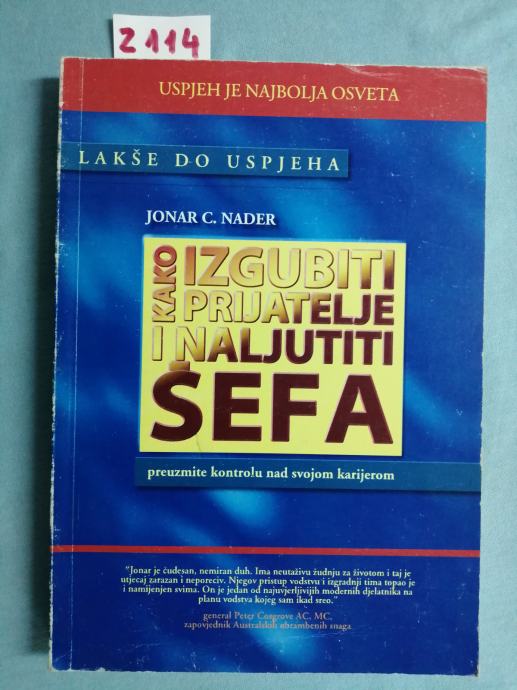 Z 114
USPJEH JE NAJBOLJA OSVETA
LAKŠE DO USPJEHA
JONAR C. NADER
KAKO IZGUBITI
PRIJATELJE
I NALJUTITI
ŠEFA
preuzmite kontrolu nad svojom karijerom
"Jonar je čudesan, nemiran duh. Ima neutaživu žudnju za životom i taj je
utjecaj zarazan i neporeciv. Njegov pristup vodstvu i izgradnji tima topao je
i namijenjen svima. On je jedan od najuvjerljivijih modernih djelatnika na
planu vodstva kojeg sam ikad sreo."
general Peter Cosgrove AC, MC,
zapovjednik Australskih obrambenih snaga